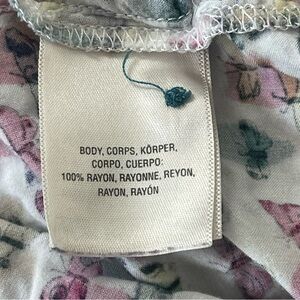 BODY, CORPS, KÖRPER,
CORPO, CUERPO:
100% RAYON, RAYONNE, REYON,
RAYON, RAYÓN